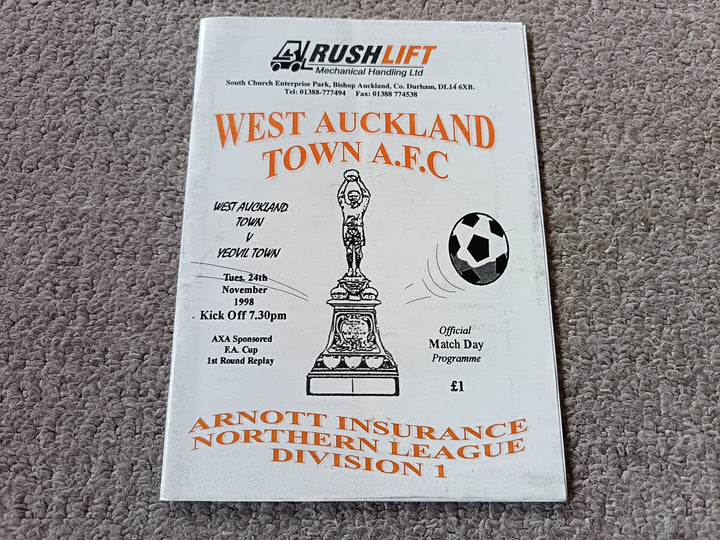 RUSHLIFT
Mechanical Handling Ltd
South Church Enterprise Park, Bishop Auckland, Co. Durham, DL14 6XB.
Tel: 01388-777494 Fax: 01388 774538
WEST AUCKLAND
TOWN A.F.C
WEST AUCKLAND
TOWN
V
YEOVIL TOWN
Tues, 24th
November
1998
Kick Off 7.30pm
AXA Sponsored
F.A. Cup
1st Round Replay
Official
Match Day
Programme
£1
ARNOTT INSURANCE
NORTHERN LEAGUE
DIVISION 1